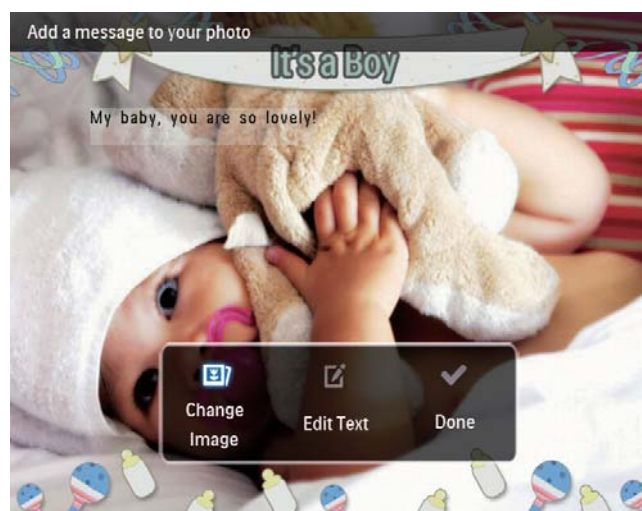 Add a message to your photo
It's a Boy
My baby, you are so lovely!
Change
Image
Edit Text
Done